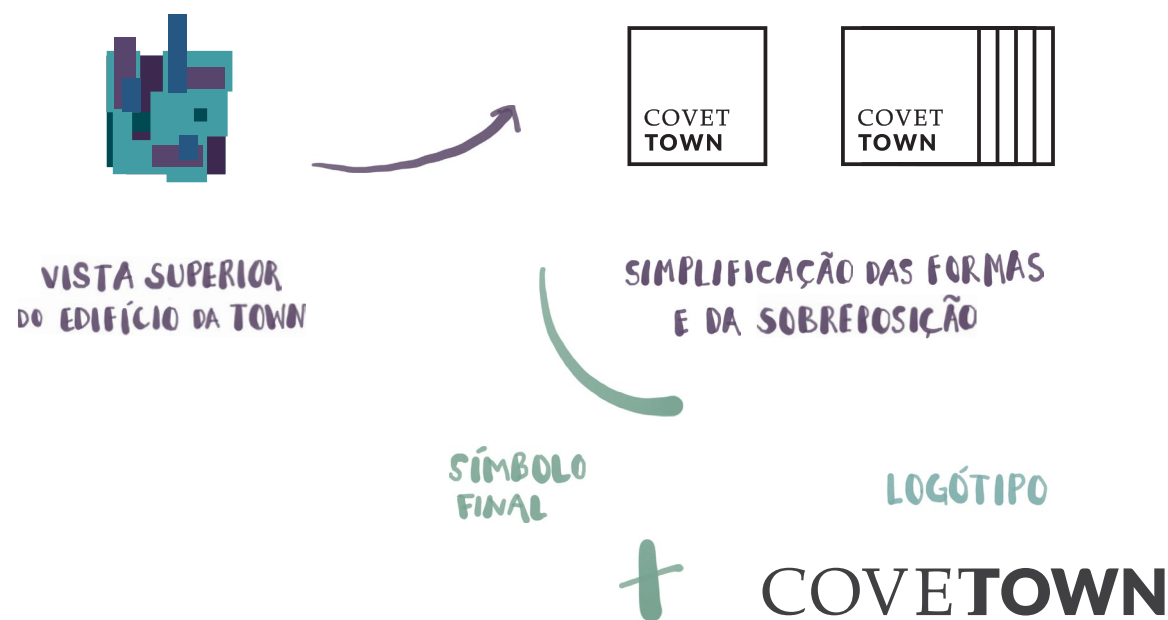 COVET
TOWN
COVET
TOWN
VISTA SUPERIOR
DO EDIFÍCIO DA TOWN
SIMPLIFICAÇÃO DAS FORMAS
E DA SOBREPOSIÇÃO
SÍMBOLO
FINAL
LOGÓTIPO
COVETOWN